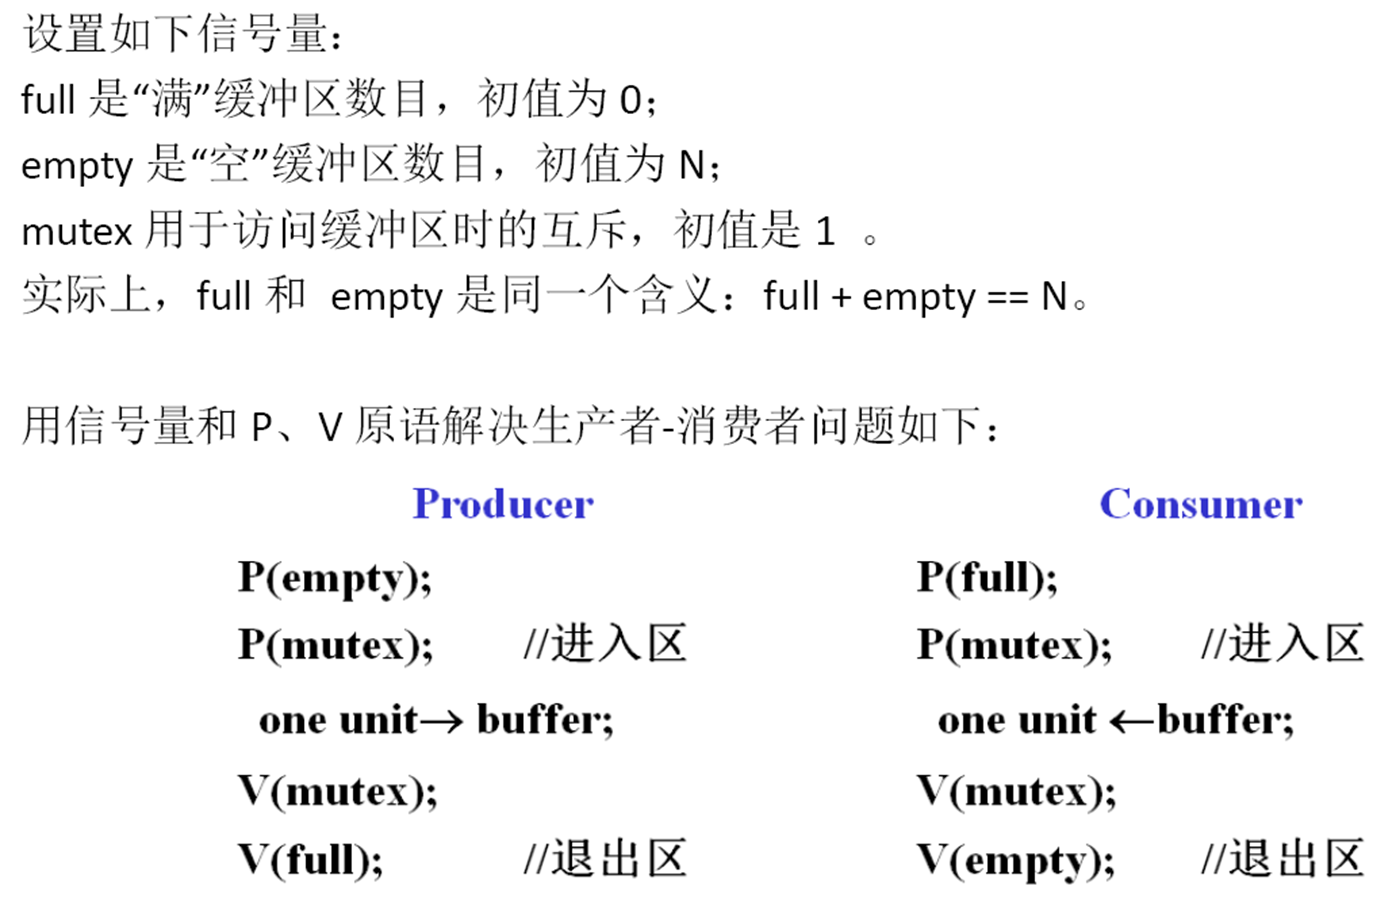 设置如下信号量：
full 是“满”缓冲区数目，初值为 0；
empty 是“空”缓冲区数目，初值为 N；
mutex 用于访问缓冲区时的互斥，初值是 1 。
实际上，full 和 empty 是同一个含义：full + empty == N。
用信号量和 P、V 原语解决生产者-消费者问题如下：
Producer Consumer
P(empty); P(full);
P(mutex); //进入区 P(mutex); //进入区
one unit→ buffer; one unit ←buffer;
V(mutex); V(mutex);
V(full); //退出区 V(empty); //退出区